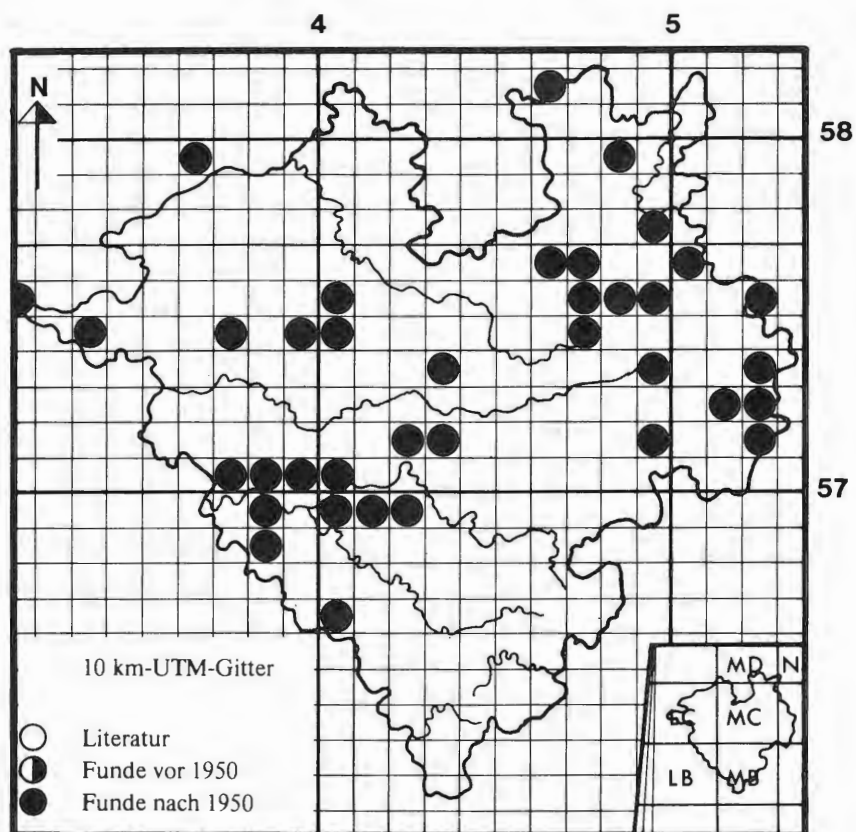 4 5
N
58
57
10 km-UTM-Gitter
MD N
MC
Literatur
Funde vor 1950
LB MB
Funde nach 1950